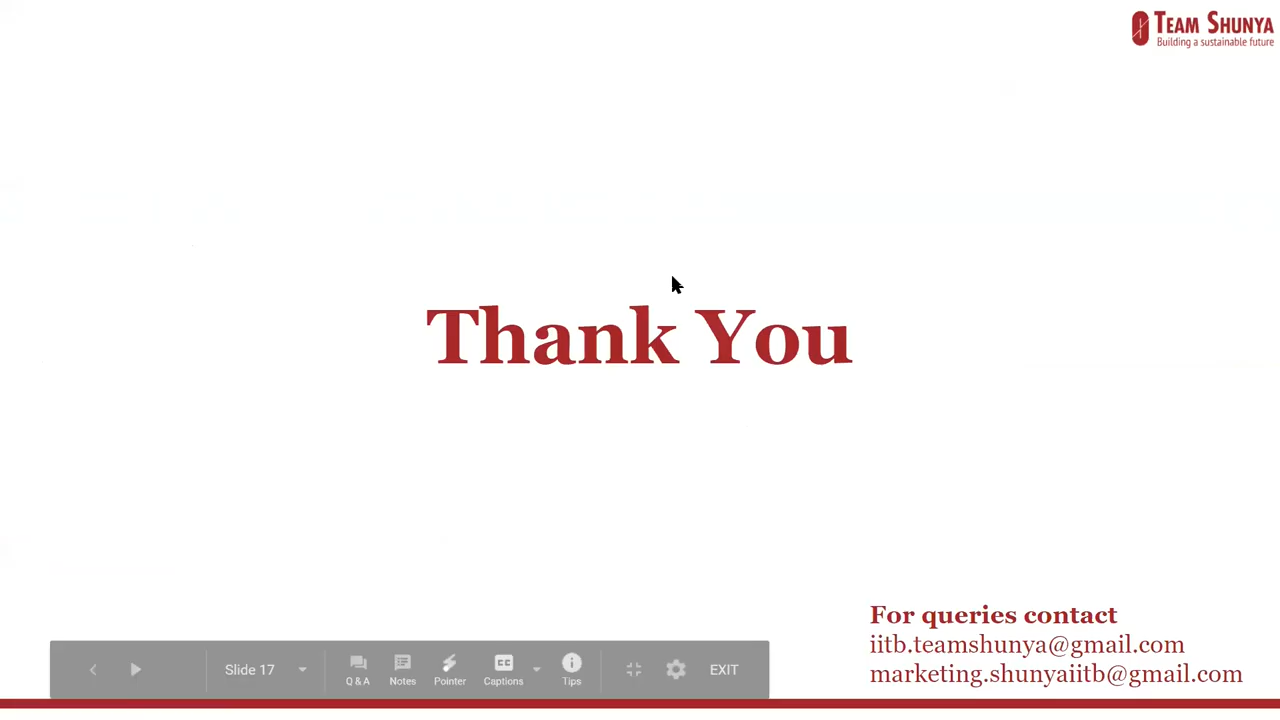 TEAM SHUNYA
Building a sustainable future
Thank You
For queries contact
iitb.teamshunya@gmail.com
marketing.shunyaiitb@gmail.com
Slide 17
Q & A
Notes
Pointer
Captions
Tips
EXIT